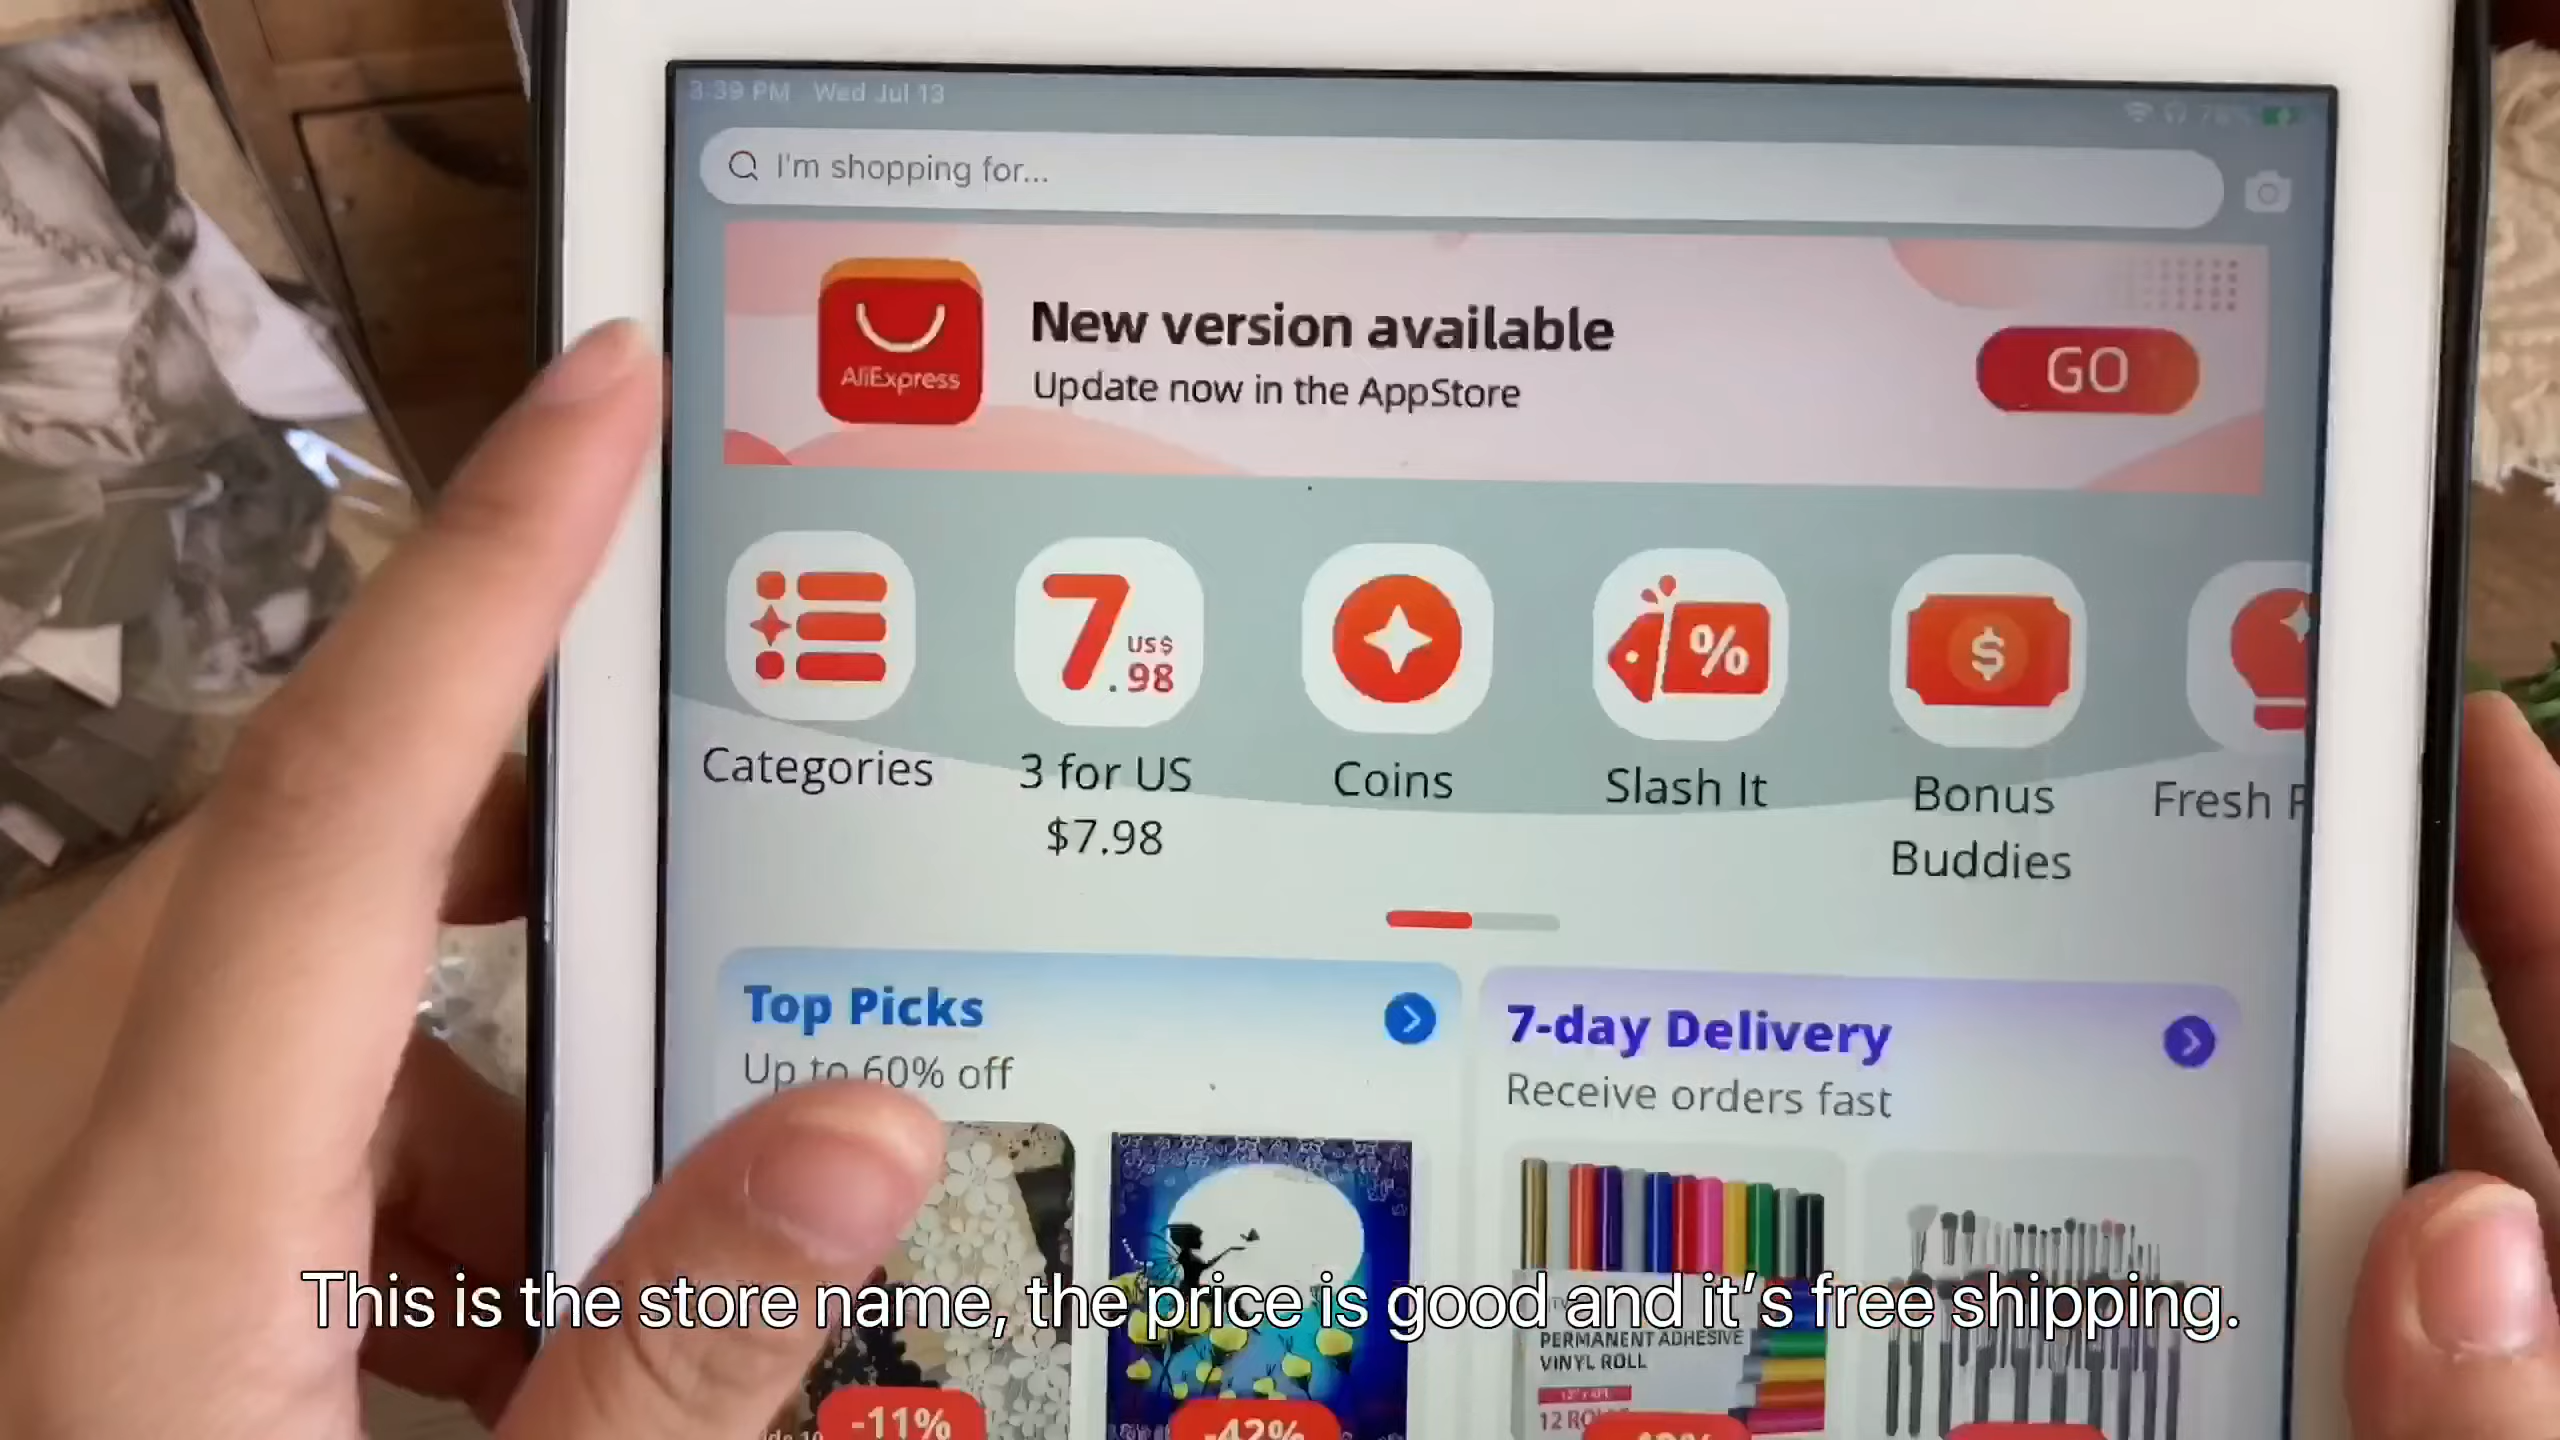 3:39 PM Wed Jul 13
I'm shopping for...
AliExpress
New version available
Update now in the AppStore
GO
7.98
US$
Categories
3 for US
$7.98
Coins
%
Slash It
$
Bonus
Buddies
Fresh
Top Picks
Up to 60% off
7-day Delivery
Receive orders fast
This is the store name, the price is good and it's free shipping.
PERMANENT ADHESIVE
VINYL ROLL
-11%
-42%